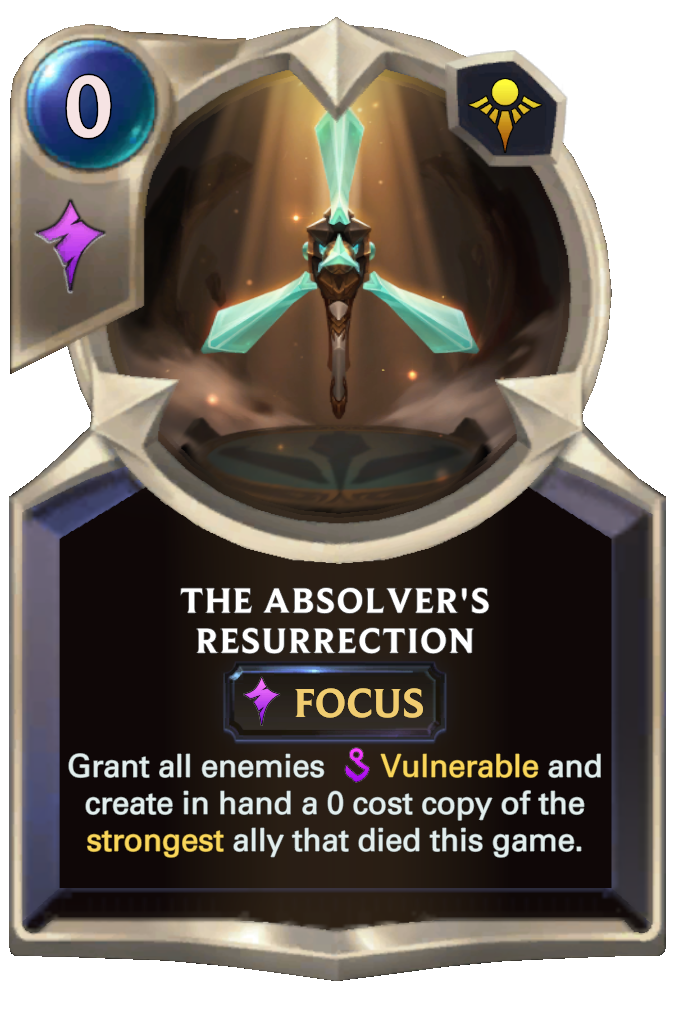 0
THE ABSOLVER'S
RESURRECTION
FOCUS
Grant all enemies Vulnerable and
create in hand a 0 cost copy of the
strongest ally that died this game.